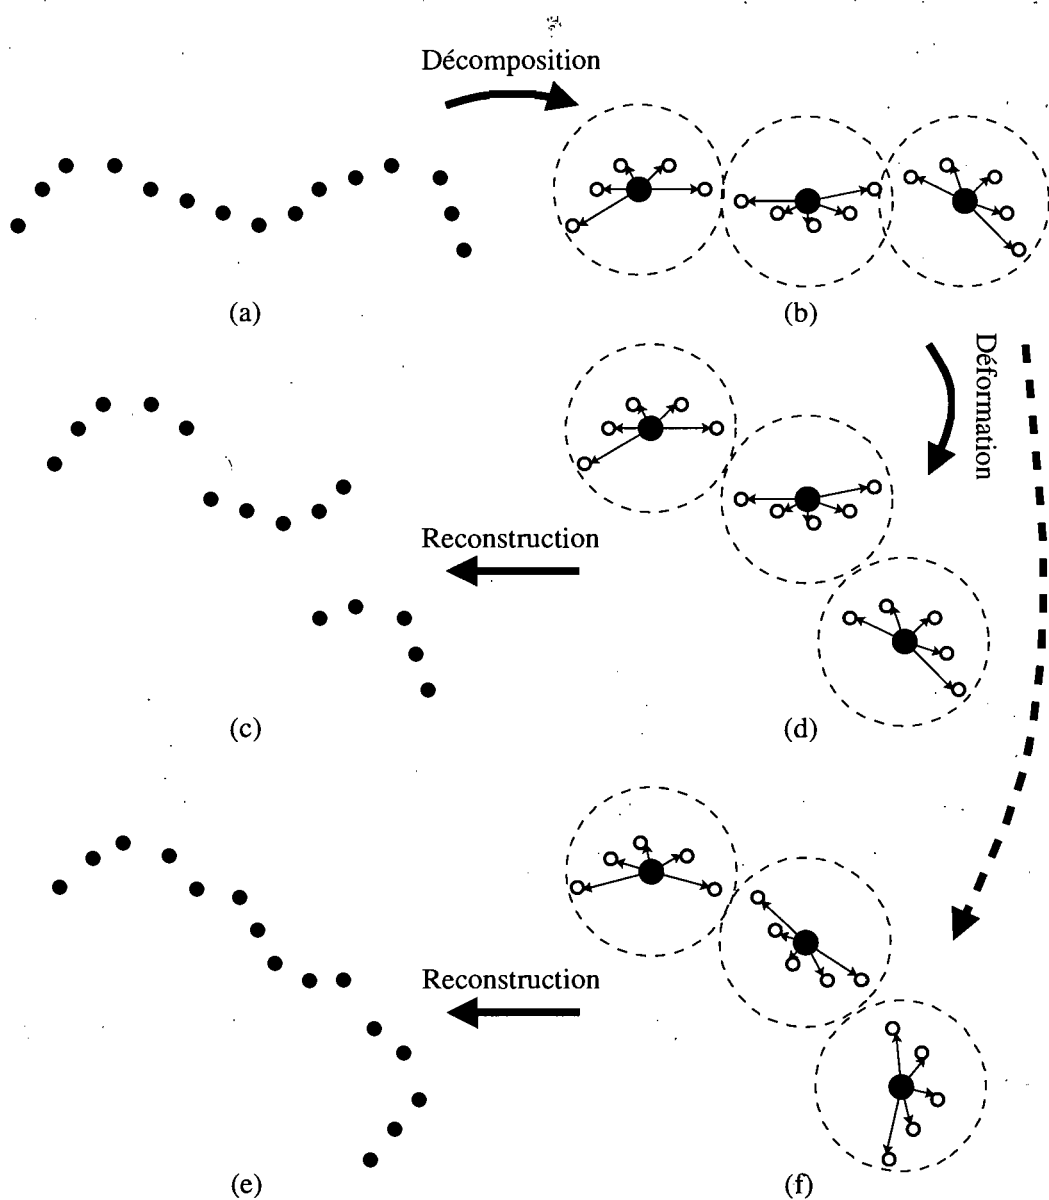 Décomposition
(a)
(b)
Déformation
Reconstruction
(c)
(d)
Reconstruction
(e)
(f)